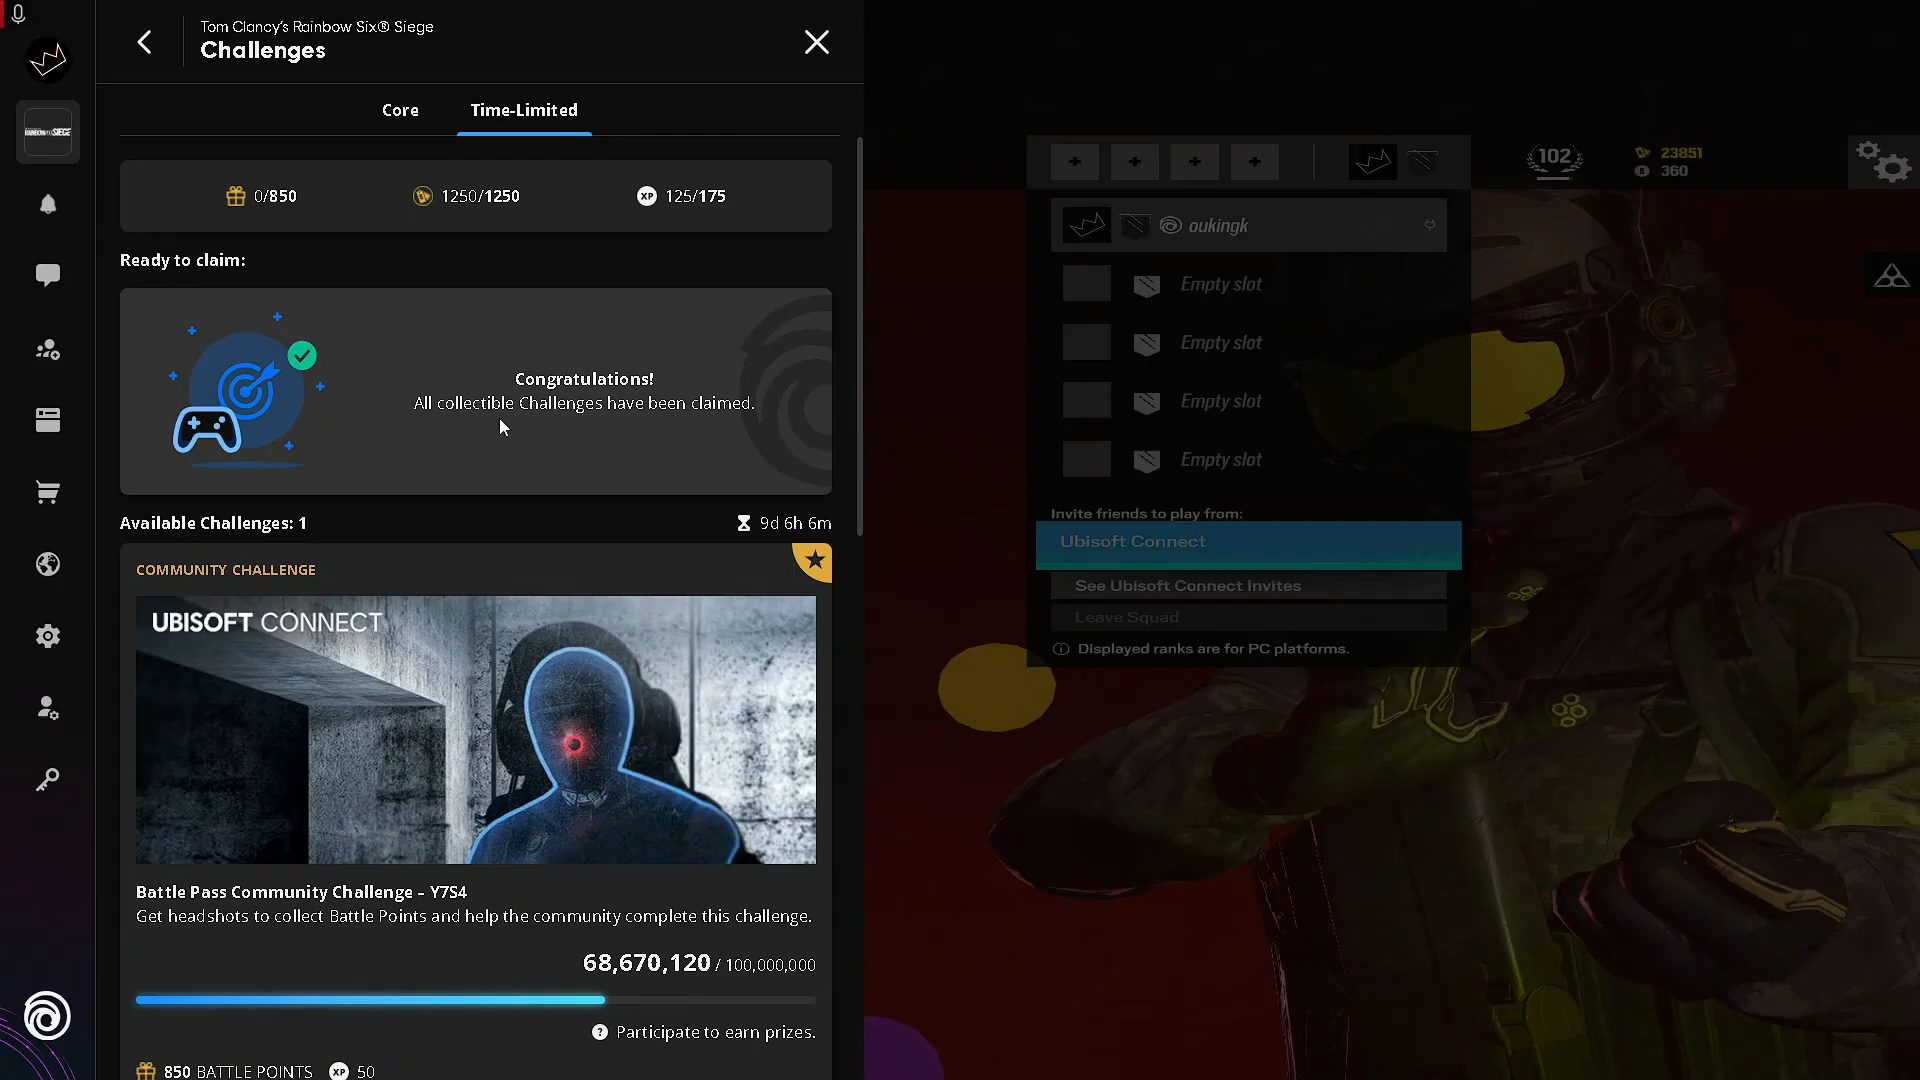 Tom Clancy's Rainbow Six® Siege
Challenges
Core
Time-Limited
0/850
1250/1250
XP 125/175
Ready to claim:
Congratulations!
All collectible Challenges have been claimed.
Available Challenges: 1
9d 6h 6m
COMMUNITY CHALLENGE
UBISOFT CONNECT
Battle Pass Community Challenge - Y7S4
Get headshots to collect Battle Points and help the community complete this challenge.
68,670,120 / 100,000,000
? Participate to earn prizes.
850 BATTLE POINTS XP 50
RAINBOW SIEGE
102
23851
360
oukingk
Empty slot
Empty slot
Empty slot
Empty slot
Invite friends to play from:
Ubisoft Connect
See Ubisoft Connect Invites
Leave Squad
Displayed ranks are for PC platforms.